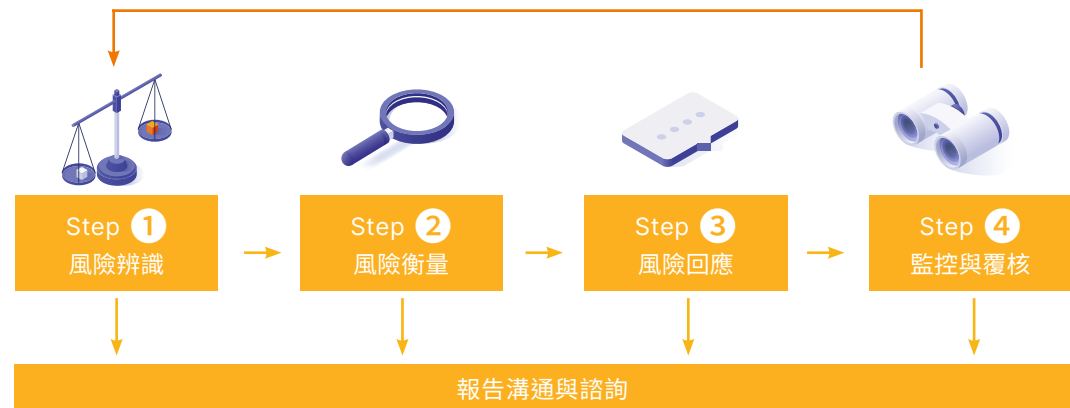 Step 1
風險辨識
Step 2
風險衡量
Step 3
風險回應
Step 4
監控與覆核
報告溝通與諮詢